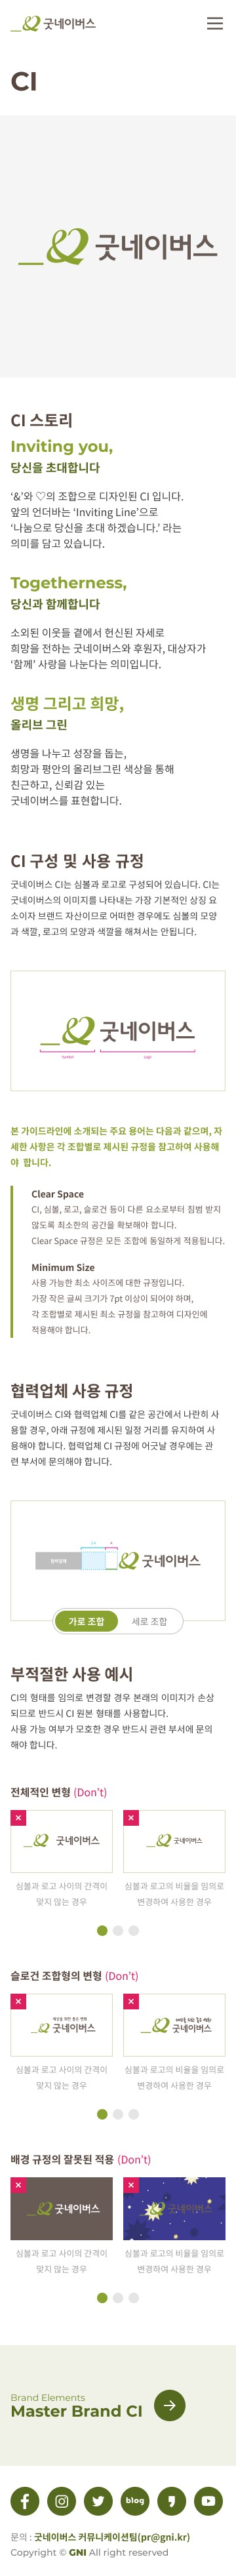 굿네이버스
CI
굿네이버스
CI 스토리
Inviting you,
당신을 초대합니다
‘&’와 ♡의 조합으로 디자인된 CI 입니다.
앞의 언더바는 ‘Inviting Line’으로
‘나눔으로 당신을 초대 하겠습니다.’ 라는
의미를 담고 있습니다.
Togetherness,
당신과 함께합니다
소외된 이웃들 곁에서 헌신된 자세로
희망을 전하는 굿네이버스와 후원자, 대상자가
‘함께’ 사랑을 나눈다는 의미입니다.
생명 그리고 희망,
올리브 그린
생명을 나누고 성장을 돕는,
희망과 평안의 올리브그린 색상을 통해
친근하고, 신뢰감 있는
굿네이버스를 표현합니다.
CI 구성 및 사용 규정
굿네이버스 CI는 심볼과 로고로 구성되어 있습니다. CI는
굿네이버스의 이미지를 나타내는 가장 기본적인 상징 요
소이자 브랜드 자산이므로 어떠한 경우에도 심볼의 모양
과 색깔, 로고의 모양과 색깔을 해쳐서는 안됩니다.
굿네이버스
Symbol
Logo
본 가이드라인에 소개되는 주요 용어는 다음과 같으며, 자
세한 사항은 각 조합별로 제시된 규정을 참고하여 사용해
야 합니다.
Clear Space
CI, 심볼, 로고, 슬로건 등이 다른 요소로부터 침범 받지
않도록 최소한의 공간을 확보해야 합니다.
Clear Space 규정은 모든 조합에 동일하게 적용됩니다.
Minimum Size
사용 가능한 최소 사이즈에 대한 규정입니다.
가장 작은 글씨 크기가 7pt 이상이 되어야 하며,
각 조합별로 제시된 최소 규정을 참고하여 디자인에
적용해야 합니다.
협력업체 사용 규정
굿네이버스 CI와 협력업체 CI를 같은 공간에서 나란히 사
용할 경우, 아래 규정에 제시된 일정 거리를 유지하여 사
용해야 합니다. 협력업체 CI 규정에 어긋날 경우에는 관
련 부서에 문의해야 합니다.
협력업체
굿네이버스
가로 조합
세로 조합
부적절한 사용 예시
CI의 형태를 임의로 변경할 경우 본래의 이미지가 손상
되므로 반드시 CI 원본 형태를 사용합니다.
사용 가능 여부가 모호한 경우 반드시 관련 부서에 문의
해야 합니다.
전체적인 변형 (Don't)
굿네이버스
굿네이버스
심볼과 로고 사이의 간격이
맞지 않는 경우
심볼과 로고의 비율을 임의로
변경하여 사용한 경우
슬로건 조합형의 변형 (Don't)
세상을 위한 좋은 변화
굿네이버스
굿네이버스
심볼과 로고 사이의 간격이
맞지 않는 경우
심볼과 로고의 비율을 임의로
변경하여 사용한 경우
배경 규정의 잘못된 적용 (Don't)
굿네이버스
굿네이버스
심볼과 로고 사이의 간격이
맞지 않는 경우
심볼과 로고의 비율을 임의로
변경하여 사용한 경우
Brand Elements
Master Brand CI
blog
문의 : 굿네이버스 커뮤니케이션팀(pr@gni.kr)
Copyright © GNI All right reserved